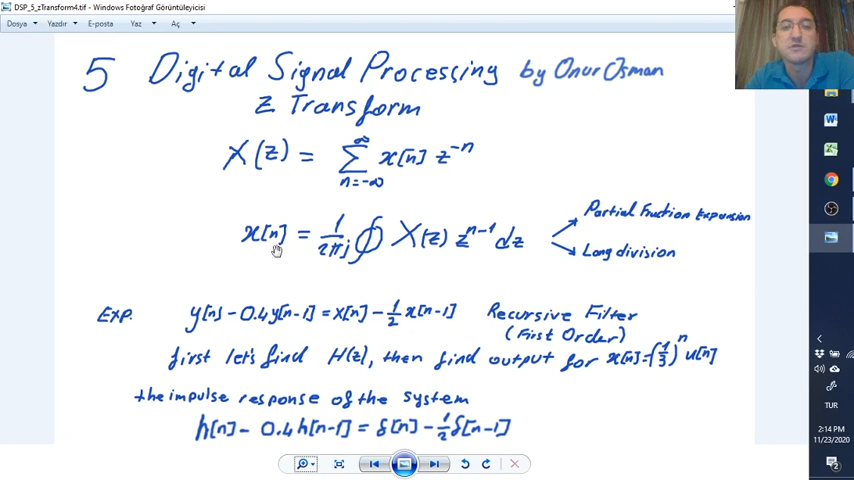 DSP_5_zTransform4.tif - Windows Fotoğraf Görüntüleyicisi
Dosya Yazdır E-posta Yaz Aç
5 Digital Signal Processing by Onur Osman
z Transform
X(z) = ∑_{n=-∞}^{∞} x[n] z^{-n}
x[n] = 1/2πj ∮ X(z) z^{n-1} dz
Partial Fraction Expansion
Long division
Exp. y[n] - 0.4y[n-1] = x[n] - 1/2 x[n-1] Recursive Filter
(First Order)
first let's find H(z), then find output for x[n]=(1/3)^n u[n]
the impulse response of the system
h[n] - 0.4h[n-1] = δ[n] - 1/2 δ[n-1]
TUR
2:14 PM
11/23/2020
2